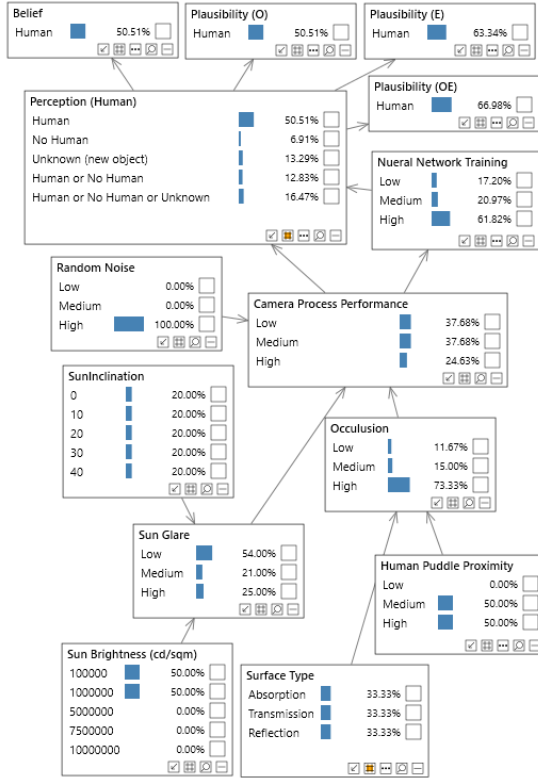 Belief
Human 50.51%
Plausibility (O)
Human 50.51%
Plausibility (E)
Human 63.34%
Plausibility (OE)
Human 66.98%
Perception (Human)
Human 50.51%
No Human 6.91%
Unknown (new object) 13.29%
Human or No Human 12.83%
Human or No Human or Unknown 16.47%
Nueral Network Training
Low 17.20%
Medium 20.97%
High 61.82%
Random Noise
Low 0.00%
Medium 0.00%
High 100.00%
Camera Process Performance
Low 37.68%
Medium 37.68%
High 24.63%
SunInclination
0 20.00%
10 20.00%
20 20.00%
30 20.00%
40 20.00%
Occulusion
Low 11.67%
Medium 15.00%
High 73.33%
Sun Glare
Low 54.00%
Medium 21.00%
High 25.00%
Human Puddle Proximity
Low 0.00%
Medium 50.00%
High 50.00%
Sun Brightness (cd/sqm)
100000 50.00%
1000000 50.00%
5000000 0.00%
7500000 0.00%
10000000 0.00%
Surface Type
Absorption 33.33%
Transmission 33.33%
Reflection 33.33%